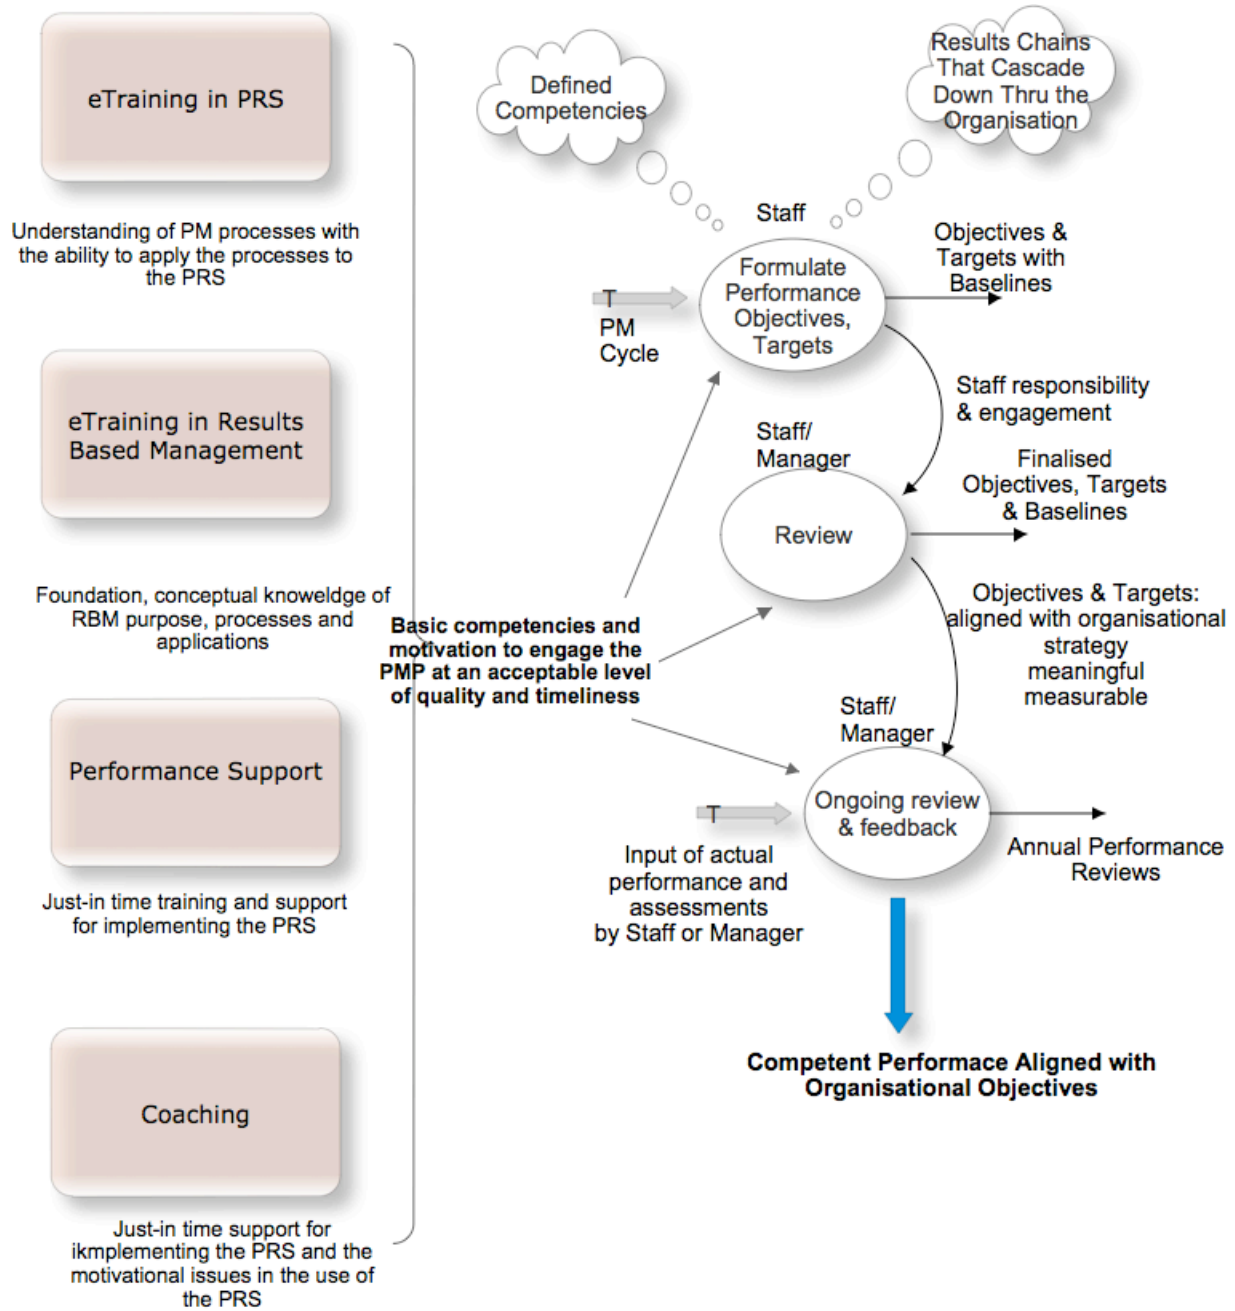 eTraining in PRS
Understanding of PM processes with
the ability to apply the processes to
the PRS
eTraining in Results
Based Management
Foundation, conceptual knoweldge of
RBM purpose, processes and
applications
Performance Support
Just-in time training and support
for implementing the PRS
Coaching
Just-in time support for
ikmplementing the PRS and the
motivational issues in the use of
the PRS
Basic competencies and
motivation to engage the
PMP at an acceptable level
of quality and timeliness
Defined
Competencies
Results Chains
That Cascade
Down Thru the
Organisation
Staff
Formulate
Performance
Objectives,
Targets
T
PM
Cycle
Objectives &
Targets with
Baselines
Staff responsibility
& engagement
Staff/
Manager
Review
Finalised
Objectives, Targets
& Baselines
Objectives & Targets:
aligned with organisational
strategy
meaningful
measurable
Staff/
Manager
Ongoing review
& feedback
T
Input of actual
performance and
assessments
by Staff or Manager
Annual Performance
Reviews
Competent Performace Aligned with
Organisational Objectives